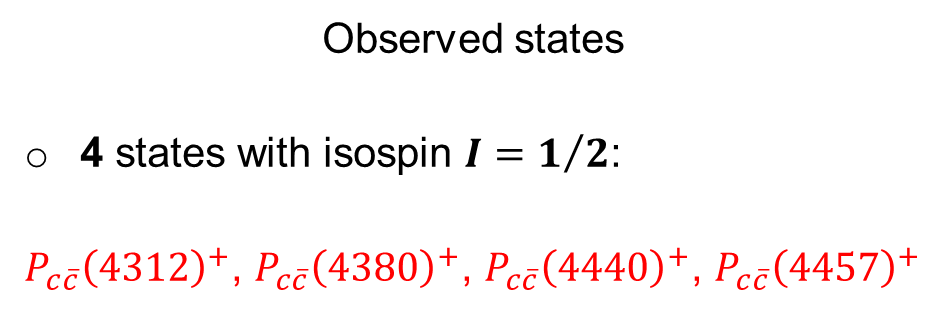 Observed states
○ 4 states with isospin I = 1/2:
P_{cc̄}(4312)⁺, P_{cc̄}(4380)⁺, P_{cc̄}(4440)⁺, P_{cc̄}(4457)⁺